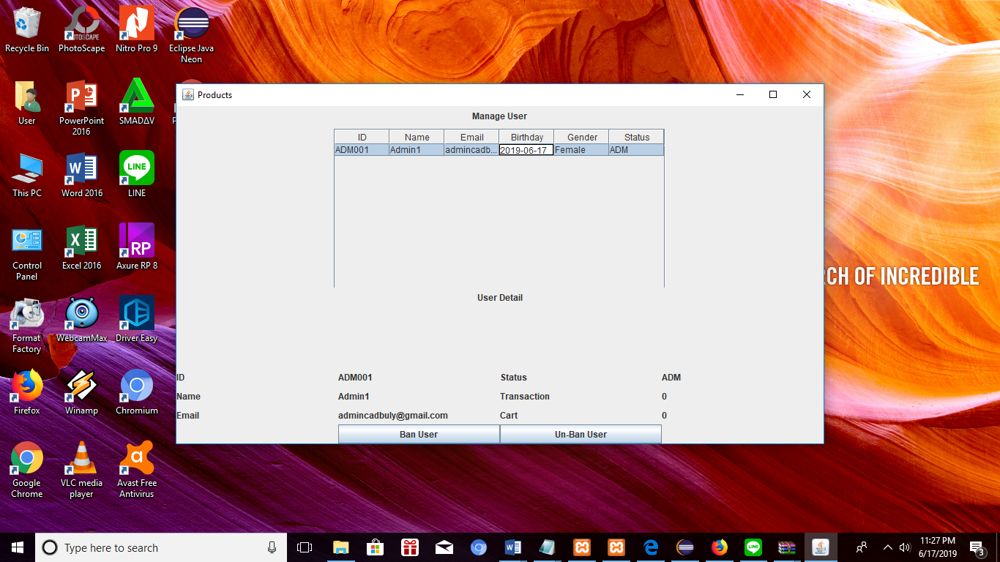 Recycle Bin
PhotoScape
Nitro Pro 9
Eclipse Java
Neon
User
PowerPoint
2016
SMADΔV
This PC
Word 2016
LINE
Control
Panel
Excel 2016
Axure RP 8
Format
Factory
WebcamMax
Driver Easy
Firefox
Winamp
Chromium
Google
Chrome
VLC media
player
Avast Free
Antivirus
Products
Manage User
ID Name Email Birthday Gender Status
ADM001 Admin1 admincadb... 2019-06-17 Female ADM
User Detail
ID ADM001 Status ADM
Name Admin1 Transaction 0
Email admincadbuly@gmail.com Cart 0
Ban User Un-Ban User
RCH OF INCREDIBLE
Type here to search
11:27 PM
6/17/2019
3